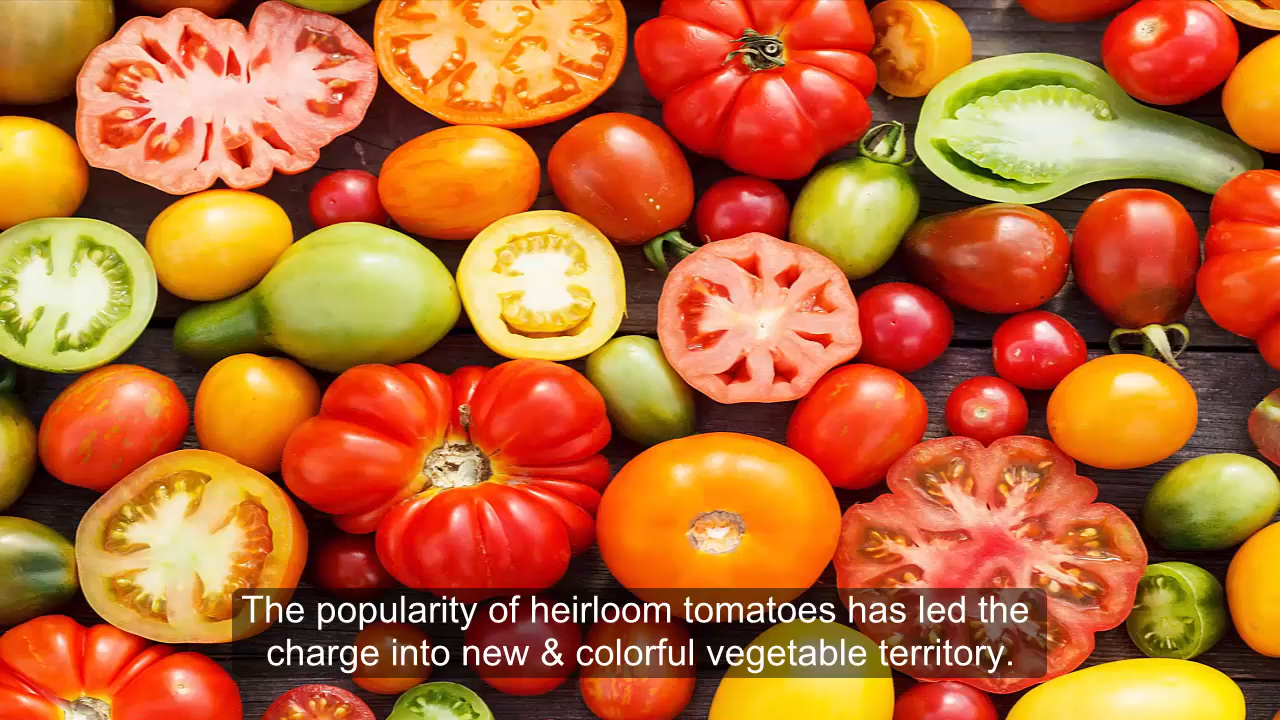 The popularity of heirloom tomatoes has led the
charge into new & colorful vegetable territory.